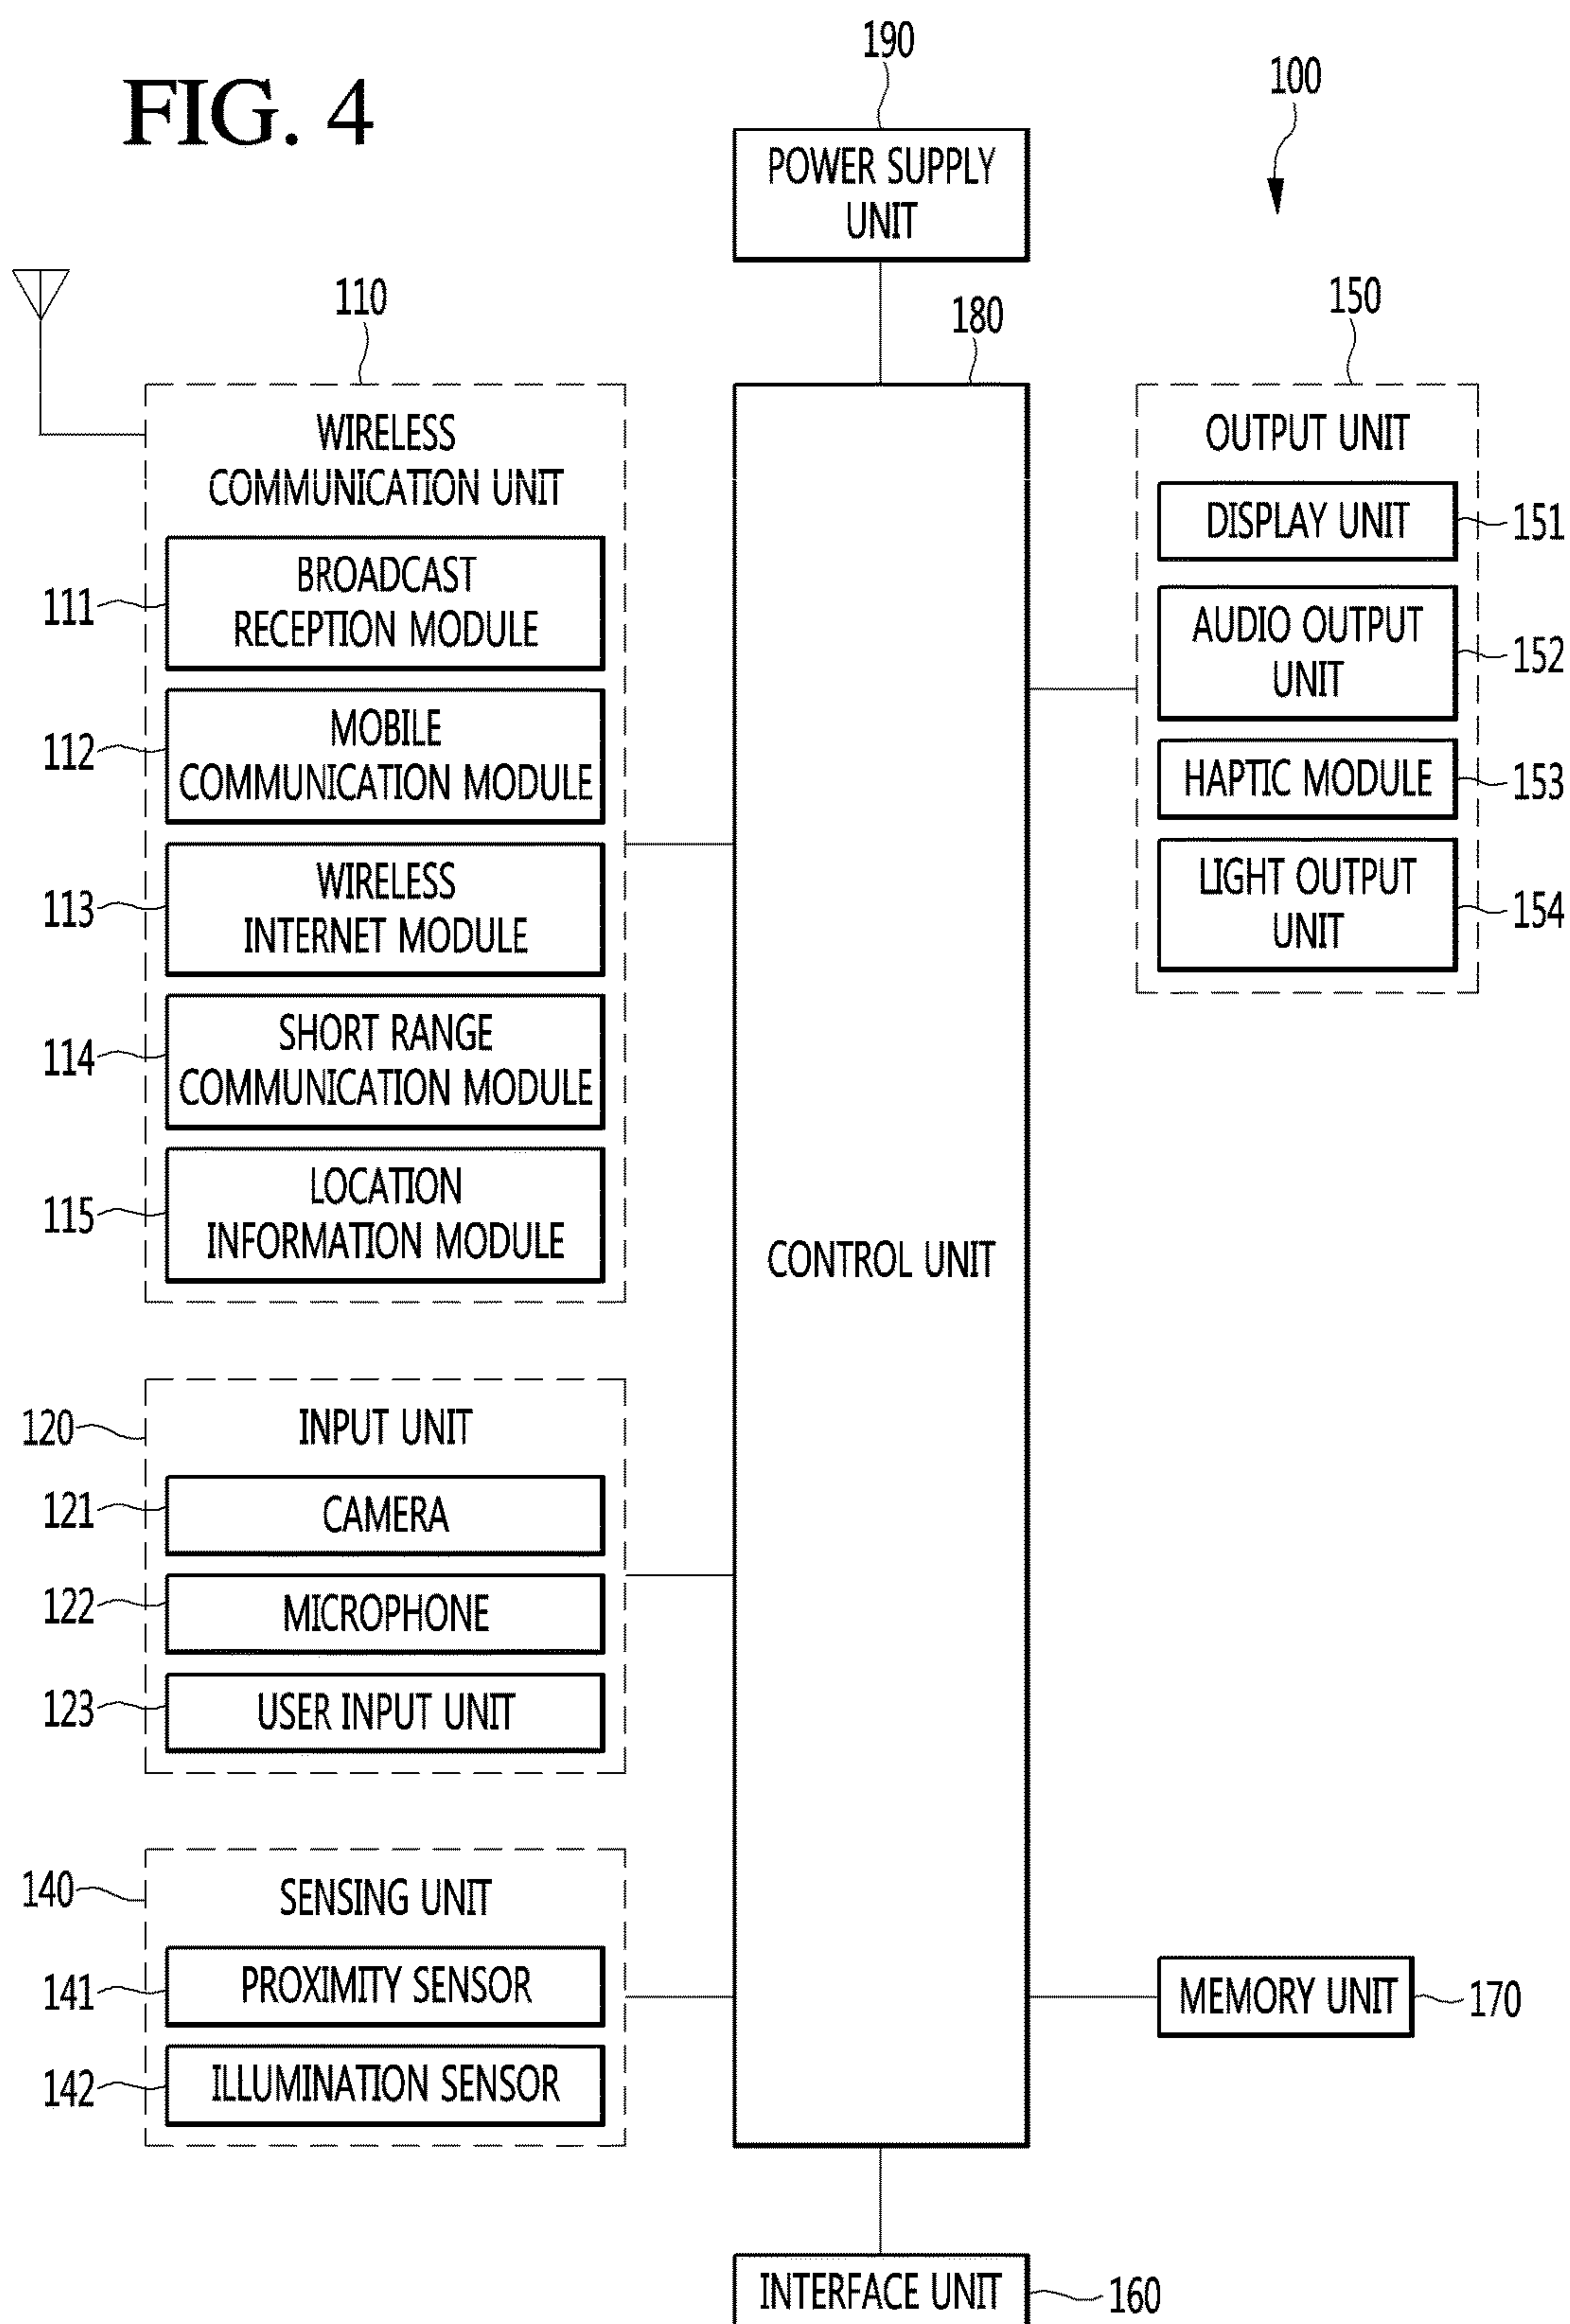 FIG. 4
190
100
POWER SUPPLY
UNIT
110
180
150
WIRELESS
COMMUNICATION UNIT
111
BROADCAST
RECEPTION MODULE
112
MOBILE
COMMUNICATION MODULE
113
WIRELESS
INTERNET MODULE
114
SHORT RANGE
COMMUNICATION MODULE
115
LOCATION
INFORMATION MODULE
120
INPUT UNIT
121
CAMERA
122
MICROPHONE
123
USER INPUT UNIT
140
SENSING UNIT
141
PROXIMITY SENSOR
142
ILLUMINATION SENSOR
CONTROL UNIT
OUTPUT UNIT
DISPLAY UNIT
151
AUDIO OUTPUT
UNIT
152
HAPTIC MODULE
153
LIGHT OUTPUT
UNIT
154
MEMORY UNIT
170
INTERFACE UNIT
160